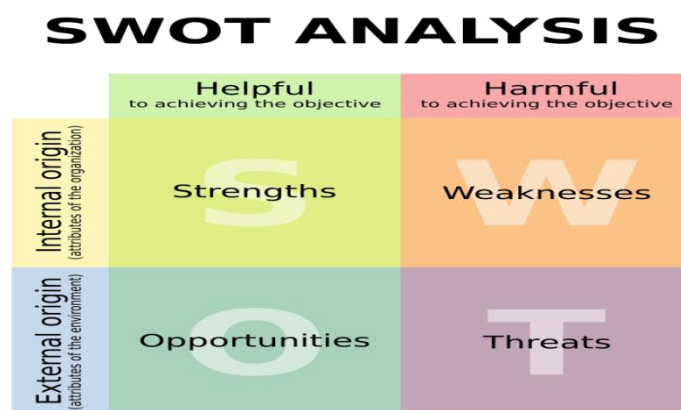 SWOT ANALYSIS
Helpful
to achieving the objective
Harmful
to achieving the objective
Internal origin
(attributes of the organization)
S
Strengths
W
Weaknesses
External origin
(attributes of the environment)
O
Opportunities
T
Threats